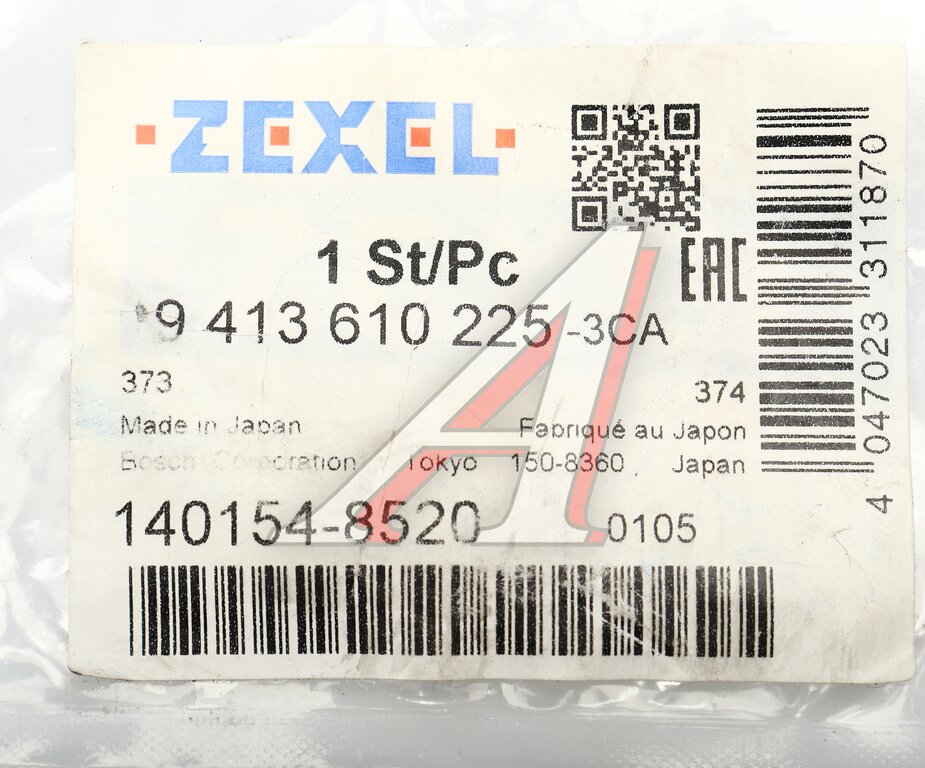 ZEXEL
1 St/Pc
EAC
9 413 610 225 -3CA
373
374
Made in Japan
Fabriqué au Japon
Bosch Corporation Tokyo 150-8360, Japan
140154-8520
0105
4 047023 311870